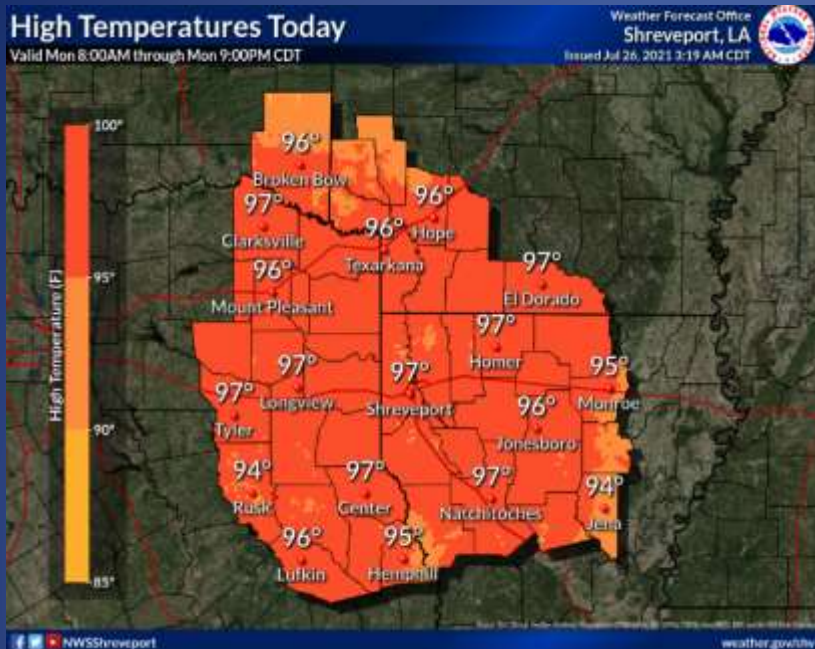 High Temperatures Today
Valid Mon 8:00AM through Mon 9:00PM CDT
Weather Forecast Office
Shreveport, LA
Issued Jul 26, 2021 3:19 AM CDT
100°
95°
90°
85°
High Temperature (F)
96°
Broken Bow
97°
Clarksville
96°
Hope
96°
Texarkana
96°
Mount Pleasant
97°
El Dorado
97°
Homer
97°
Longview
97°
Shreveport
95°
Monroe
97°
Tyler
96°
Jonesboro
94°
Rusk
97°
Center
97°
Natchitoches
94°
Jena
96°
Lufkin
95°
Hemphill
NWSShreveport
weather.gov/shv